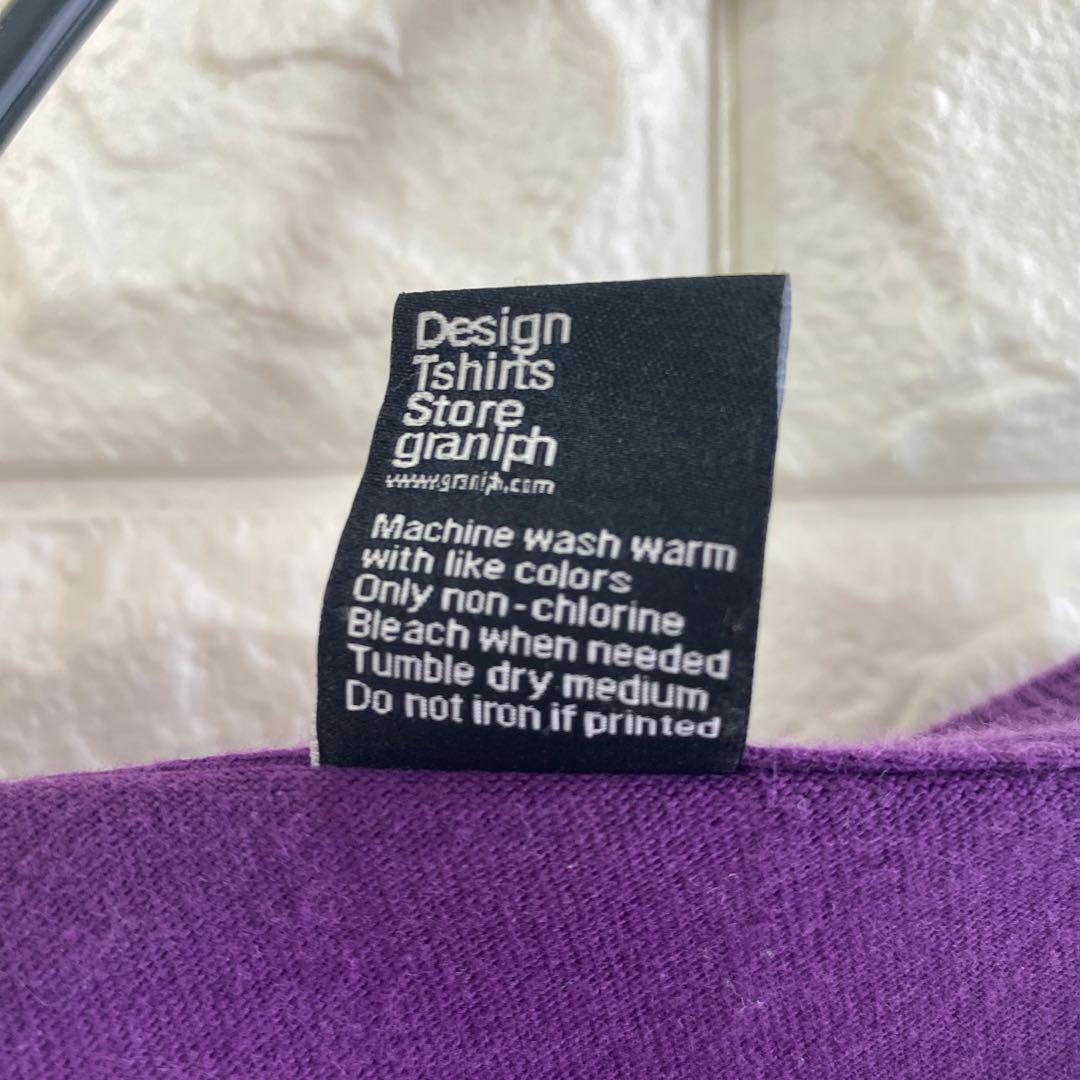 Design
Tshirts
Store
graniph
www.graniph.com
Machine wash warm
with like colors
Only non-chlorine
Bleach when needed
Tumble dry medium
Do not Iron if printed